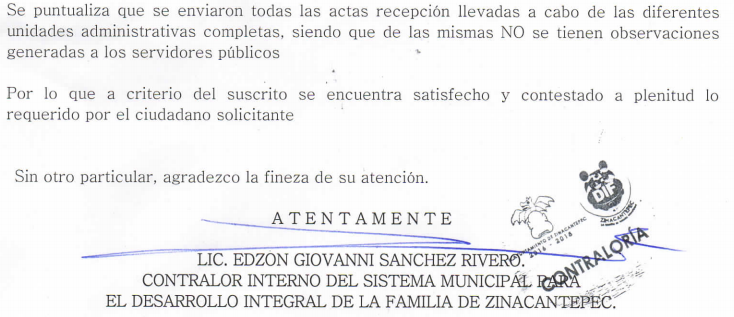 Se puntualiza que se enviaron todas las actas recepción llevadas a cabo de las diferentes
unidades administrativas completas, siendo que de las mismas NO se tienen observaciones
generadas a los servidores públicos
Por lo que a criterio del suscrito se encuentra satisfecho y contestado a plenitud lo
requerido por el ciudadano solicitante
Sin otro particular, agradezco la fineza de su atención.
ATENTAMENTE
LIC. EDZON GIOVANNI SANCHEZ RIVERO.
CONTRALOR INTERNO DEL SISTEMA MUNICIPAL PARA
EL DESARROLLO INTEGRAL DE LA FAMILIA DE ZINACANTEPEC.
DIF
ZINACANTEPEC
DE ZINACANTEPEC
2018
CONTRALORÍA